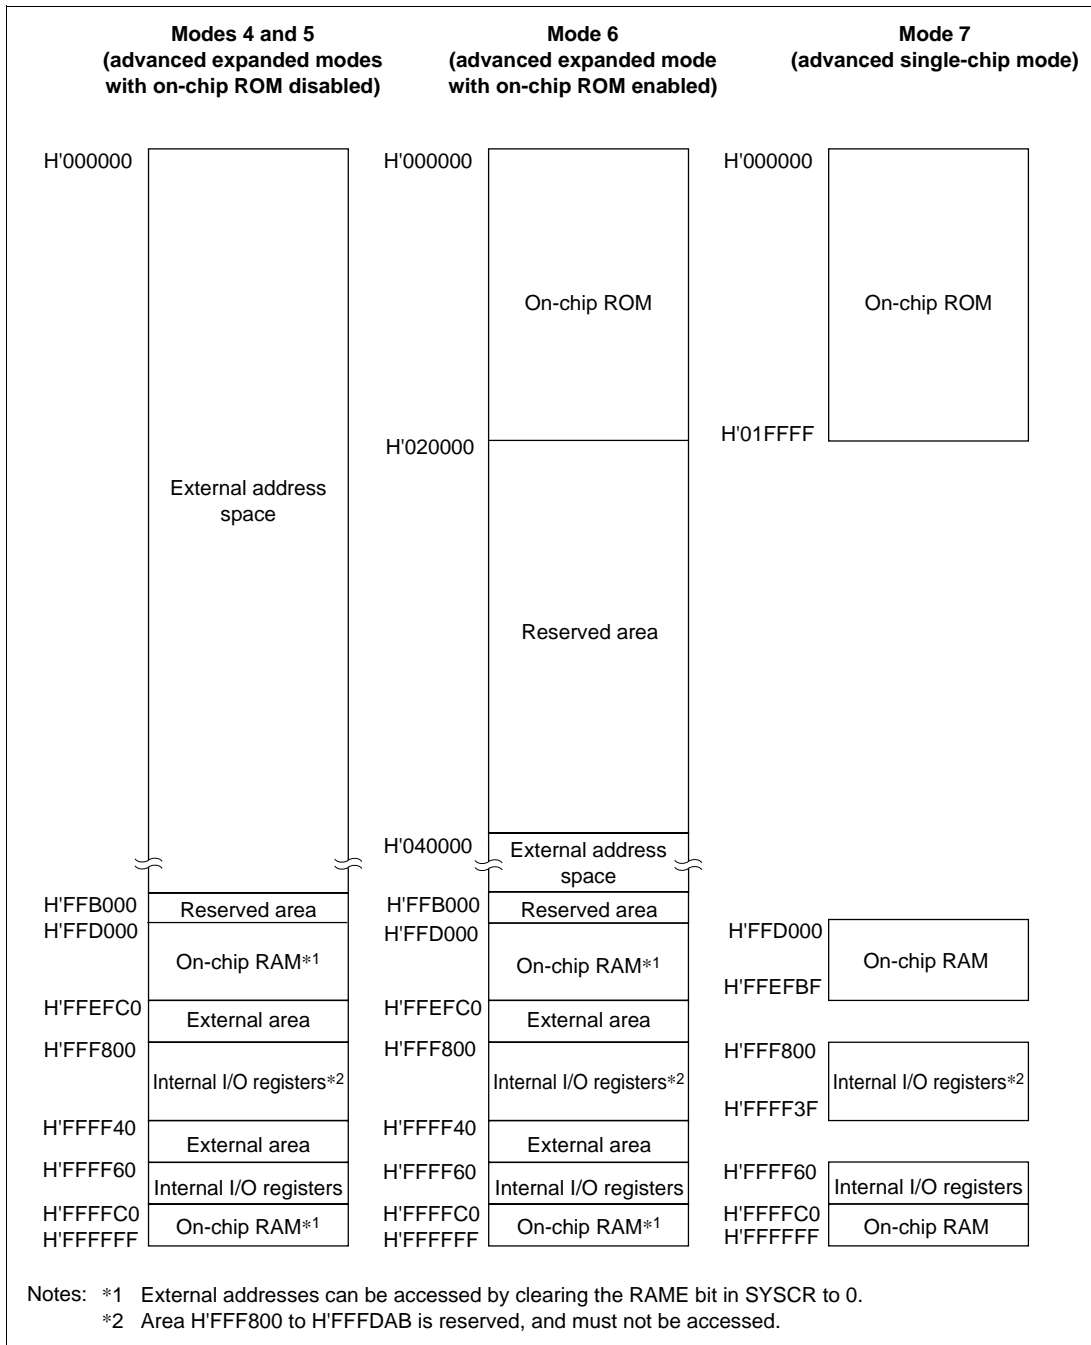 Modes 4 and 5
(advanced expanded modes
with on-chip ROM disabled)
Mode 6
(advanced expanded mode
with on-chip ROM enabled)
Mode 7
(advanced single-chip mode)
H'000000
External address
space
H'FFB000
Reserved area
H'FFD000
On-chip RAM*1
H'FFEFC0
External area
H'FFF800
Internal I/O registers*2
H'FFFF40
External area
H'FFFF60
Internal I/O registers
H'FFFFC0
On-chip RAM*1
H'FFFFFF
H'000000
On-chip ROM
H'020000
Reserved area
H'040000
External address
space
H'FFB000
Reserved area
H'FFD000
On-chip RAM*1
H'FFEFC0
External area
H'FFF800
Internal I/O registers*2
H'FFFF40
External area
H'FFFF60
Internal I/O registers
H'FFFFC0
On-chip RAM*1
H'FFFFFF
H'000000
On-chip ROM
H'01FFFF
H'FFD000
On-chip RAM
H'FFEFBF
H'FFF800
Internal I/O registers*2
H'FFFF3F
H'FFFF60
Internal I/O registers
H'FFFFC0
On-chip RAM
H'FFFFFF
Notes: *1 External addresses can be accessed by clearing the RAME bit in SYSCR to 0.
*2 Area H'FFF800 to H'FFFDAB is reserved, and must not be accessed.